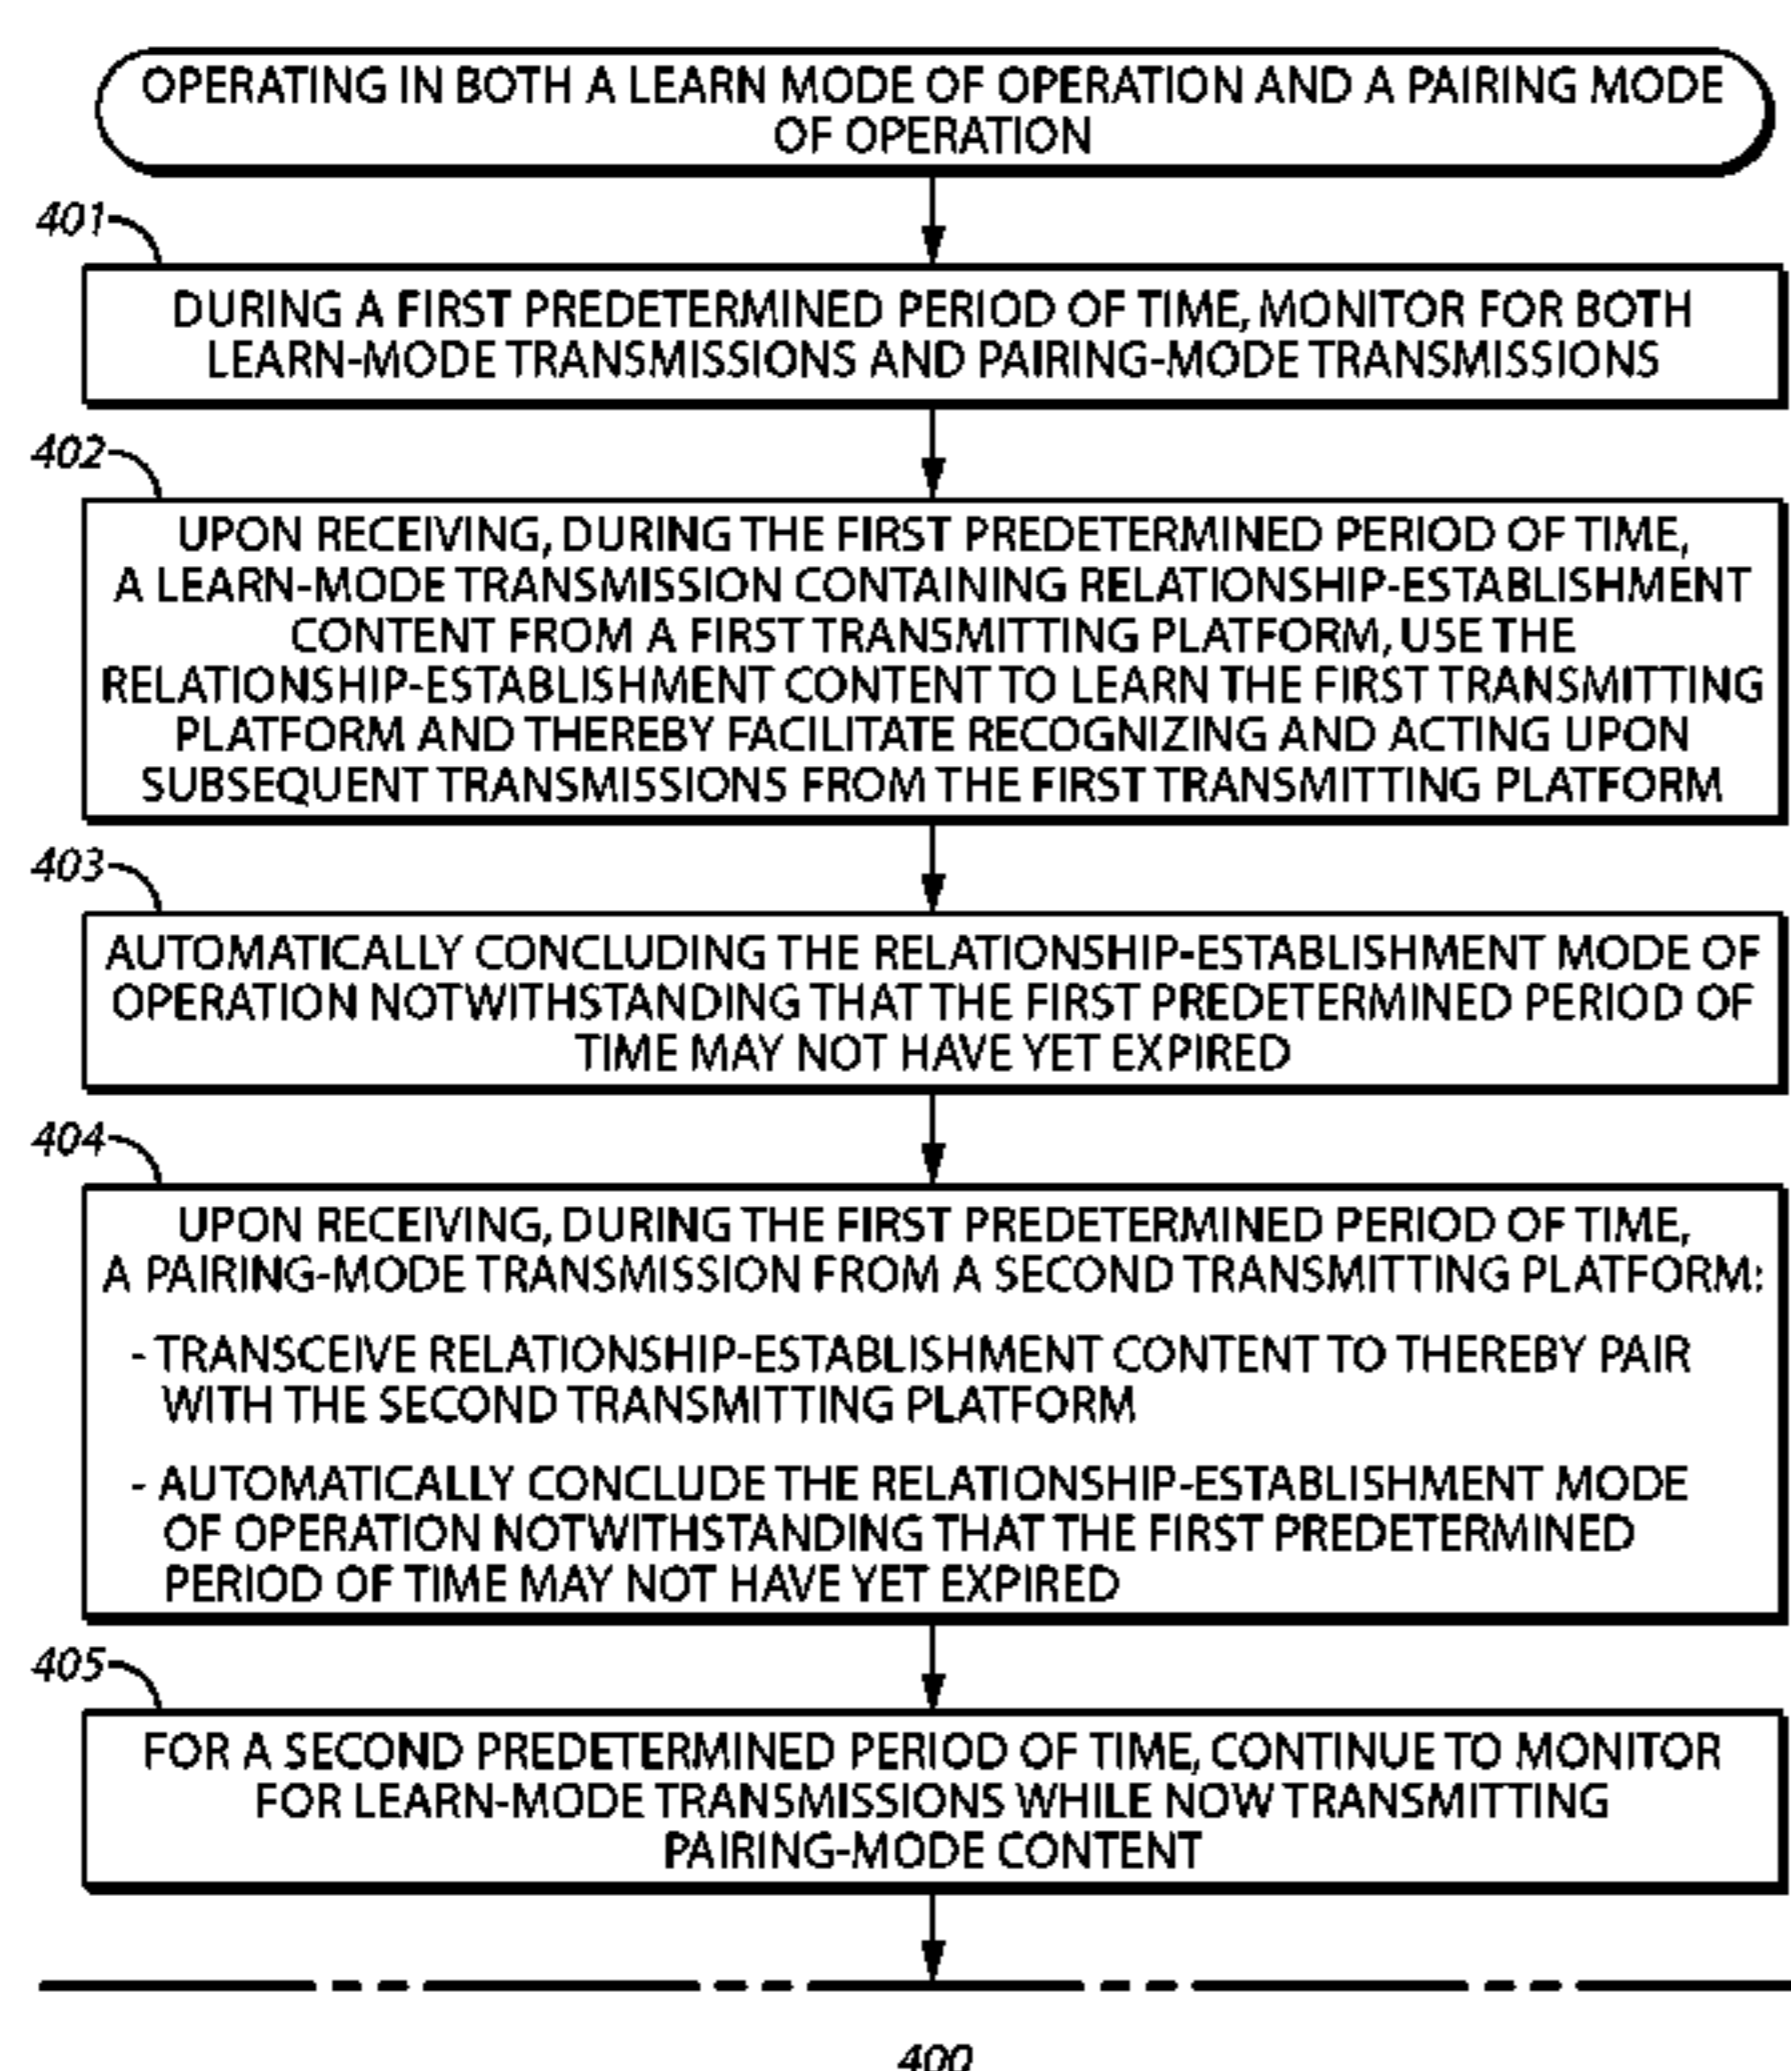 OPERATING IN BOTH A LEARN MODE OF OPERATION AND A PAIRING MODE
OF OPERATION
401
DURING A FIRST PREDETERMINED PERIOD OF TIME, MONITOR FOR BOTH
LEARN-MODE TRANSMISSIONS AND PAIRING-MODE TRANSMISSIONS
402
UPON RECEIVING, DURING THE FIRST PREDETERMINED PERIOD OF TIME,
A LEARN-MODE TRANSMISSION CONTAINING RELATIONSHIP-ESTABLISHMENT
CONTENT FROM A FIRST TRANSMITTING PLATFORM, USE THE
RELATIONSHIP-ESTABLISHMENT CONTENT TO LEARN THE FIRST TRANSMITTING
PLATFORM AND THEREBY FACILITATE RECOGNIZING AND ACTING UPON
SUBSEQUENT TRANSMISSIONS FROM THE FIRST TRANSMITTING PLATFORM
403
AUTOMATICALLY CONCLUDING THE RELATIONSHIP-ESTABLISHMENT MODE OF
OPERATION NOTWITHSTANDING THAT THE FIRST PREDETERMINED PERIOD OF
TIME MAY NOT HAVE YET EXPIRED
404
UPON RECEIVING, DURING THE FIRST PREDETERMINED PERIOD OF TIME,
A PAIRING-MODE TRANSMISSION FROM A SECOND TRANSMITTING PLATFORM:
- TRANSCEIVE RELATIONSHIP-ESTABLISHMENT CONTENT TO THEREBY PAIR
WITH THE SECOND TRANSMITTING PLATFORM
- AUTOMATICALLY CONCLUDE THE RELATIONSHIP-ESTABLISHMENT MODE
OF OPERATION NOTWITHSTANDING THAT THE FIRST PREDETERMINED
PERIOD OF TIME MAY NOT HAVE YET EXPIRED
405
FOR A SECOND PREDETERMINED PERIOD OF TIME, CONTINUE TO MONITOR
FOR LEARN-MODE TRANSMISSIONS WHILE NOW TRANSMITTING
PAIRING-MODE CONTENT
400